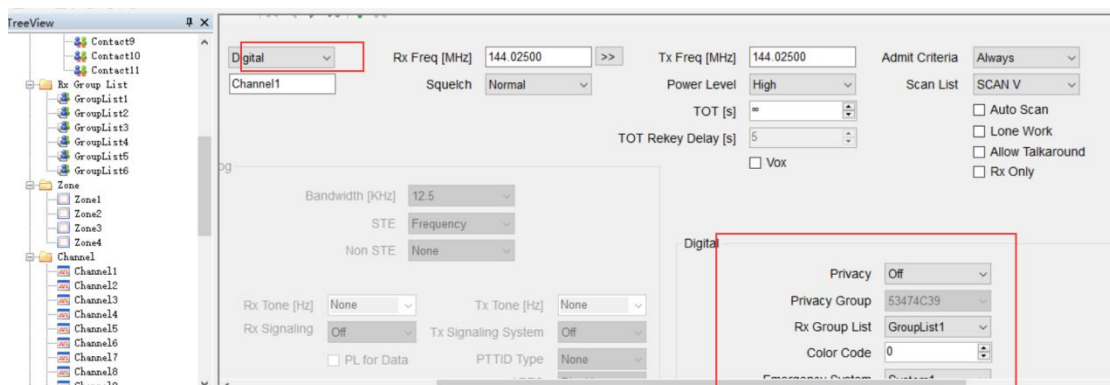 TreeView
Contact9
Contact10
Contact11
Rx Group List
GroupList1
GroupList2
GroupList3
GroupList4
GroupList5
GroupList6
Zone
Zone1
Zone2
Zone3
Zone4
Channel
Channel1
Channel2
Channel3
Channel4
Channel5
Channel6
Channel7
Channel8
Digital Rx Freq [MHz] 144.02500 >> Tx Freq [MHz] 144.02500 Admit Criteria Always
Channel1 Squelch Normal Power Level High Scan List SCAN V
TOT [s] ∞ Auto Scan
TOT Rekey Delay [s] 5 Lone Work
Allow Talkaround
Vox Rx Only
Bandwidth [KHz] 12.5
STE Frequency
Non STE None
Rx Tone [Hz] None Tx Tone [Hz] None
Rx Signaling Off Tx Signaling System Off
PL for Data PTTID Type None
Digital
Privacy Off
Privacy Group 53474C39
Rx Group List GroupList1
Color Code 0
Emergency System System1